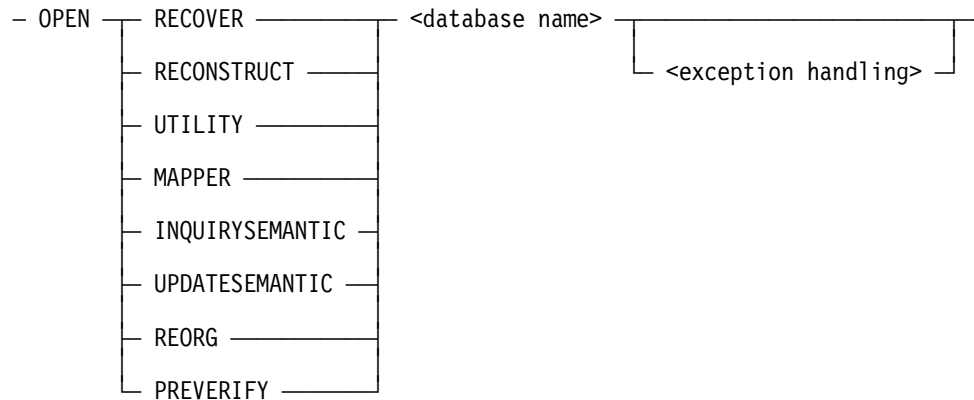 OPEN RECOVER <database name>
RECONSTRUCT <exception handling>
UTILITY
MAPPER
INQUIRYSEMANTIC
UPDATESEMANTIC
REORG
PREVERIFY